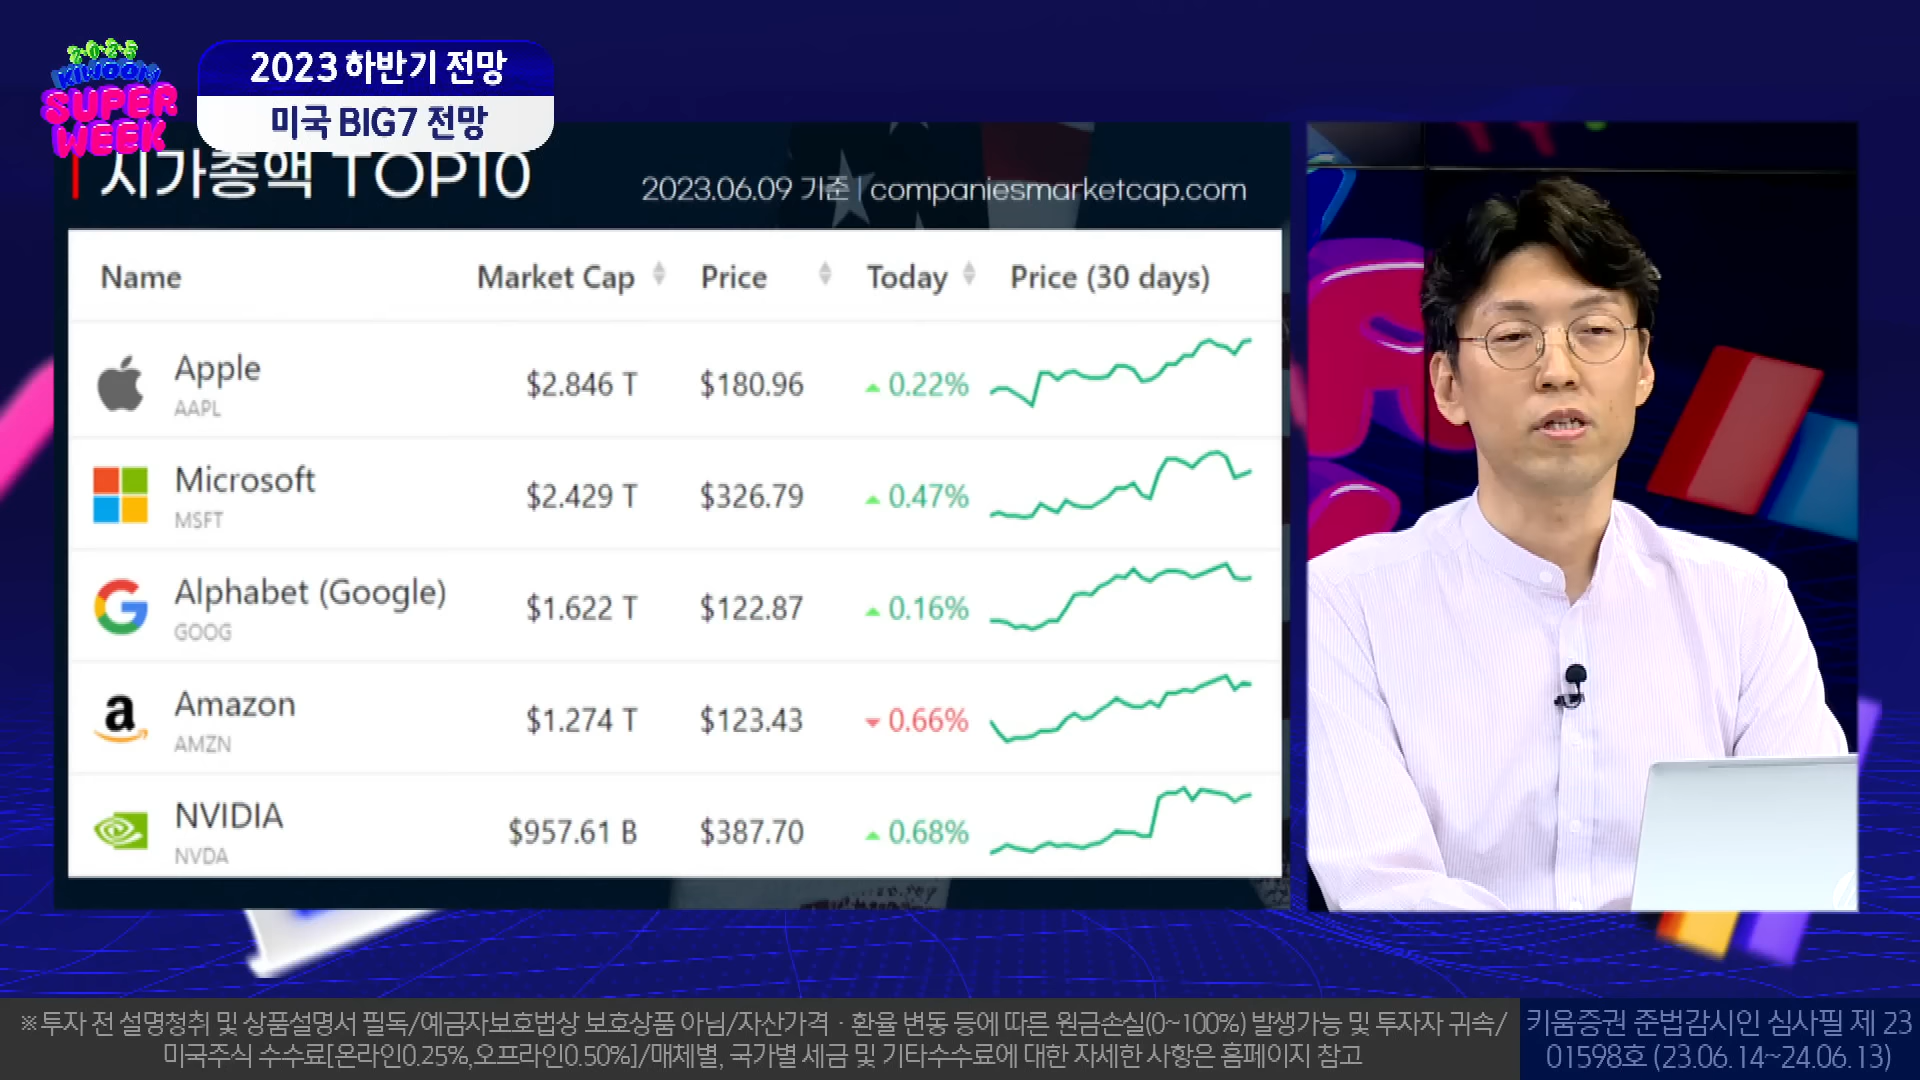 2023
KIWOOM
SUPER
WEEK
2023 하반기 전망
미국 BIG7 전망
시가총액 TOP10
2023.06.09 기준 | companiesmarketcap.com
Name Market Cap Price Today Price (30 days)
Apple
AAPL
$2.846 T $180.96 0.22%
Microsoft
MSFT
$2.429 T $326.79 0.47%
Alphabet (Google)
GOOG
$1.622 T $122.87 0.16%
Amazon
AMZN
$1.274 T $123.43 0.66%
NVIDIA
NVDA
$957.61 B $387.70 0.68%
※투자 전 설명청취 및 상품설명서 필독/예금자보호법상 보호상품 아님/자산가격 · 환율 변동 등에 따른 원금손실(0~100%) 발생가능 및 투자자 귀속/
미국주식 수수료[온라인0.25%,오프라인0.50%]/매체별, 국가별 세금 및 기타수수료에 대한 자세한 사항은 홈페이지 참고
키움증권 준법감시인 심사필 제 23
01598호 (23.06.14~24.06.13)